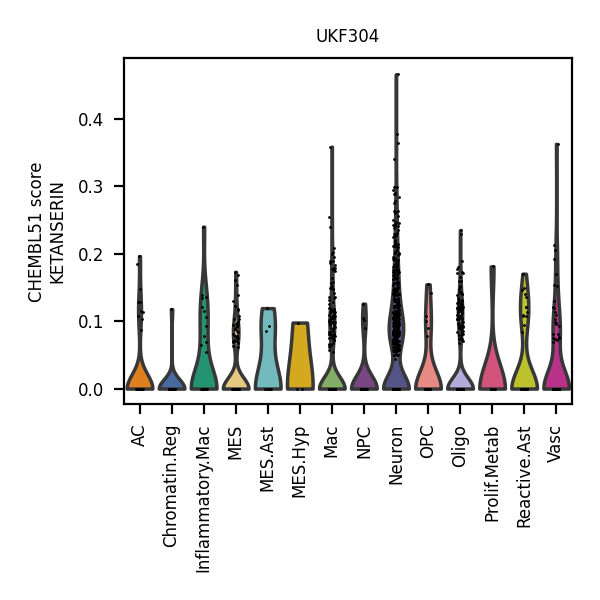 UKF304
CHEMBL51 score
KETANSERIN
0.4
0.3
0.2
0.1
0.0
AC
Chromatin.Reg
Inflammatory.Mac
MES
MES.Ast
MES.Hyp
Mac
NPC
Neuron
OPC
Oligo
Prolif.Metab
Reactive.Ast
Vasc